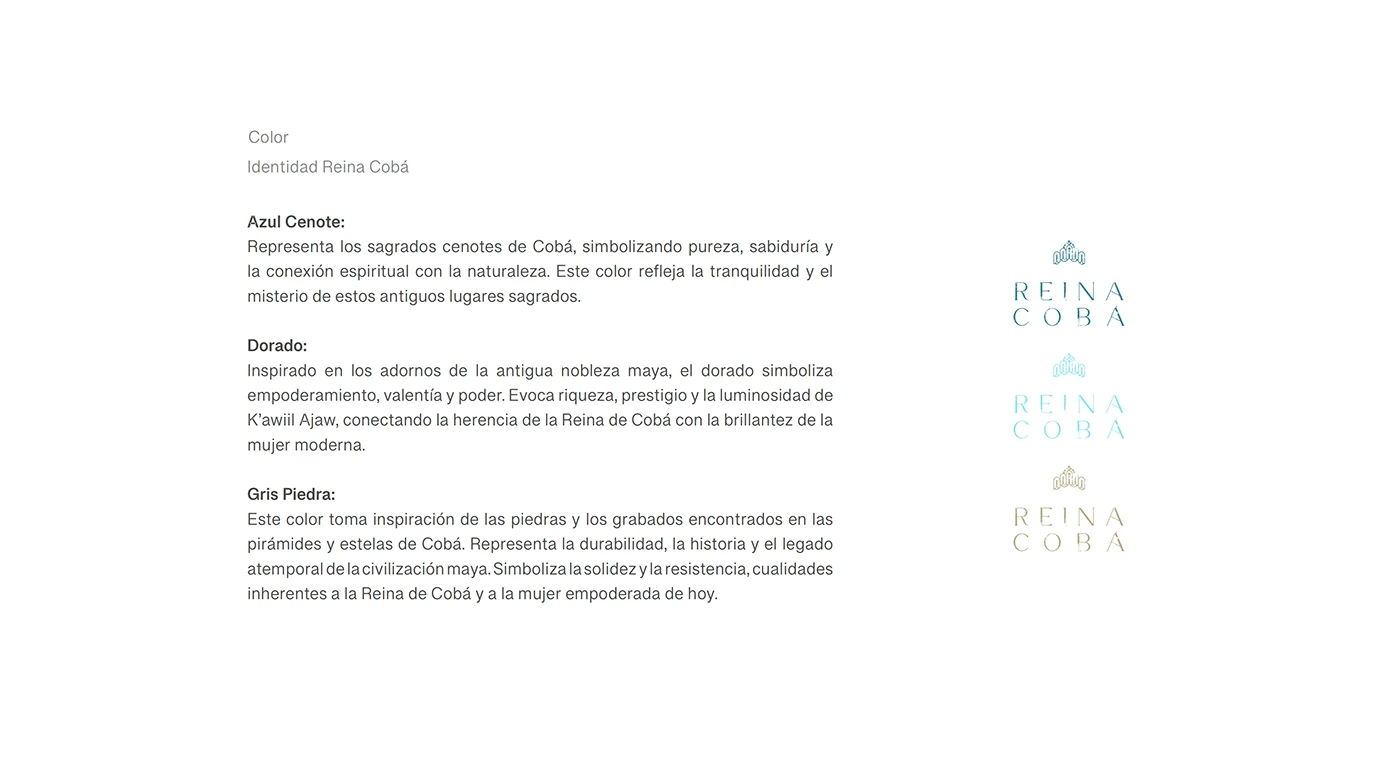 Color
Identidad Reina Cobá
Azul Cenote:
Representa los sagrados cenotes de Cobá, simbolizando pureza, sabiduría y
la conexión espiritual con la naturaleza. Este color refleja la tranquilidad y el
misterio de estos antiguos lugares sagrados.
Dorado:
Inspirado en los adornos de la antigua nobleza maya, el dorado simboliza
empoderamiento, valentía y poder. Evoca riqueza, prestigio y la luminosidad de
K’awiil Ajaw, conectando la herencia de la Reina de Cobá con la brillantez de la
mujer moderna.
Gris Piedra:
Este color toma inspiración de las piedras y los grabados encontrados en las
pirámides y estelas de Cobá. Representa la durabilidad, la historia y el legado
atemporal de la civilización maya. Simboliza la solidez y la resistencia, cualidades
inherentes a la Reina de Cobá y a la mujer empoderada de hoy.
REINA
COBÁ
REINA
COBÁ
REINA
COBÁ